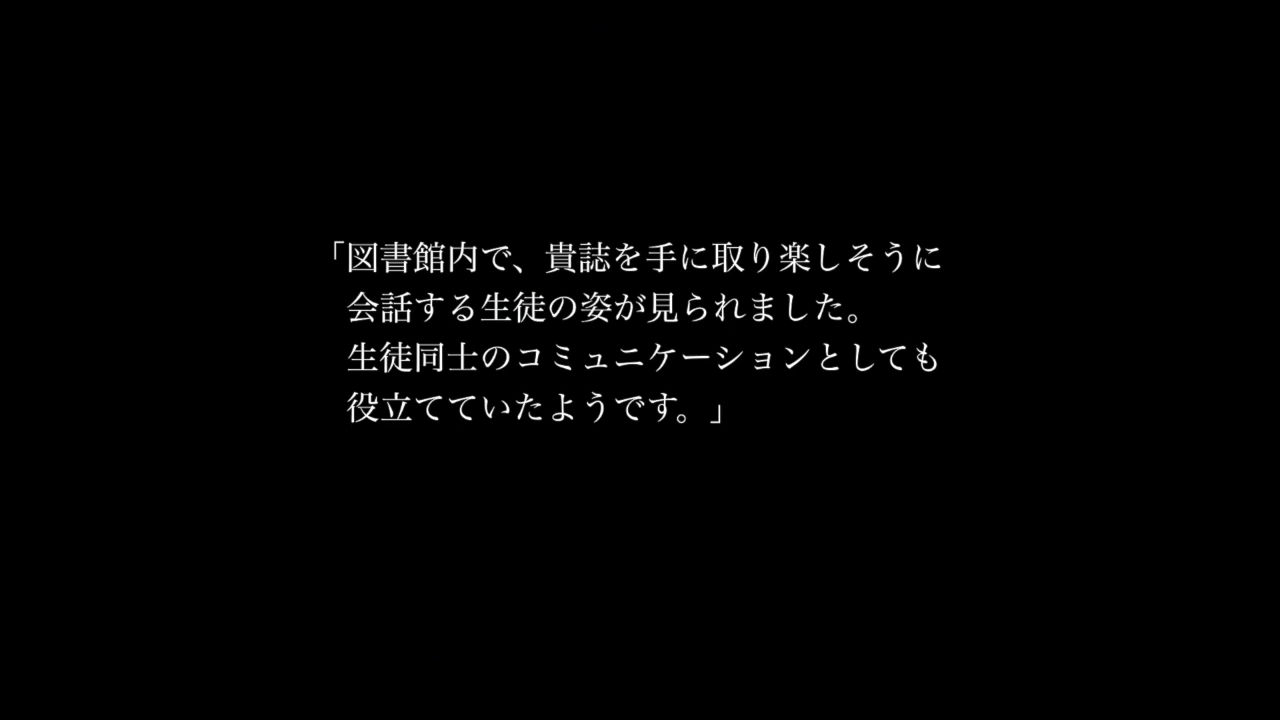 「図書館内で、貴誌を手に取り楽しそうに
会話する生徒の姿が見られました。
生徒同士のコミュニケーションとしても
役立てていたようです。」